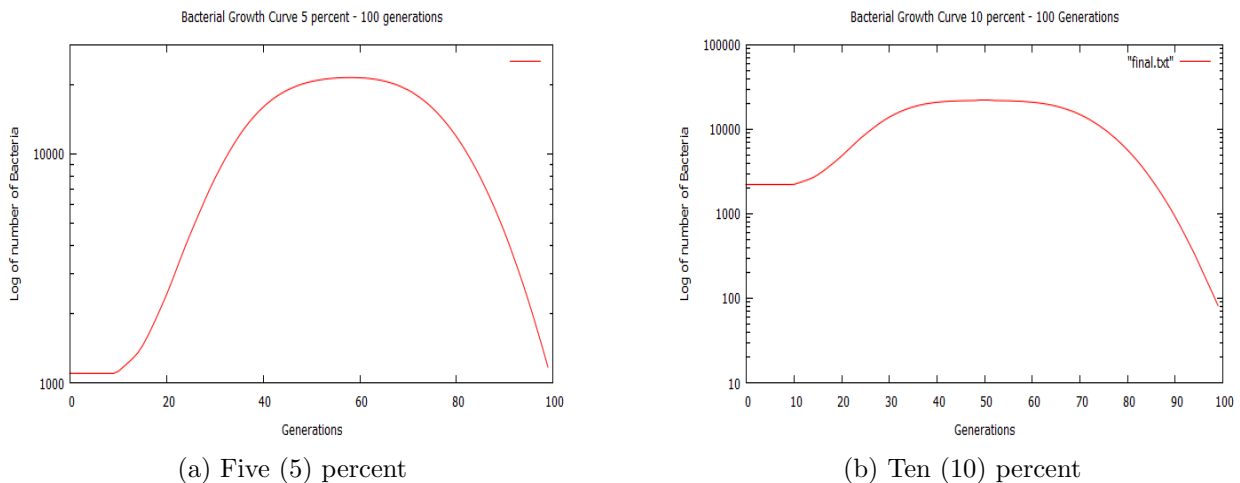 Bacterial Growth Curve 5 percent - 100 generations
Log of number of Bacteria
10000
1000
0 20 40 60 80 100
Generations
(a) Five (5) percent
Bacterial Growth Curve 10 percent - 100 Generations
"final.txt"
Log of number of Bacteria
100000
10000
1000
100
10
0 10 20 30 40 50 60 70 80 90 100
Generations
(b) Ten (10) percent